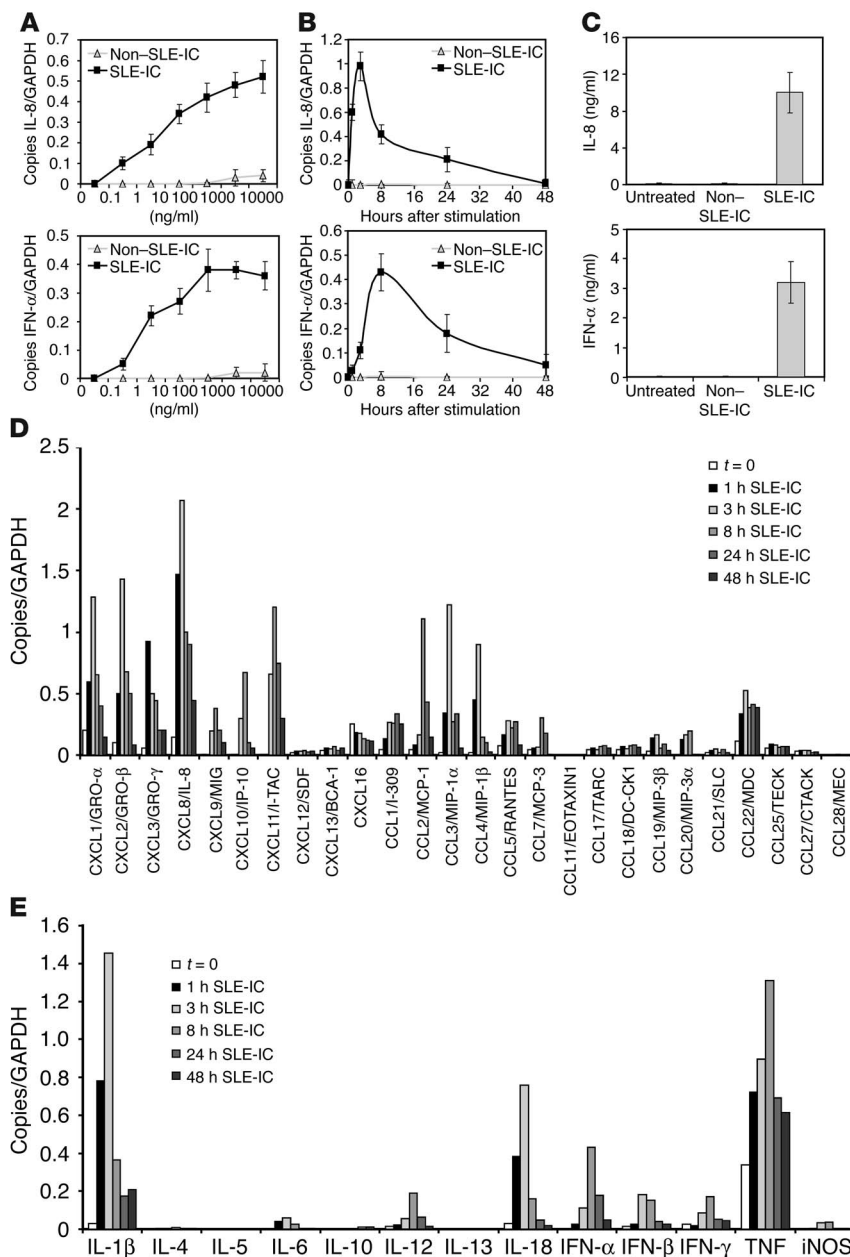 A
B
C
Copies IL-8/GAPDH
0.7
0.6
0.5
0.4
0.3
0.2
0.1
0
Non–SLE-IC
SLE-IC
0 0.1 1 10 100 1000 10000
(ng/ml)
Copies IL-8/GAPDH
1.2
1.0
0.8
0.6
0.4
0.2
0
Non–SLE-IC
SLE-IC
0 8 16 24 32 40 48
Hours after stimulation
IL-8 (ng/ml)
16
12
8
4
0
Untreated Non–SLE-IC SLE-IC
Copies IFN-α/GAPDH
0.5
0.4
0.3
0.2
0.1
0
Non–SLE-IC
SLE-IC
0 0.1 1 10 100 1000 10000
(ng/ml)
Copies IFN-α/GAPDH
0.6
0.5
0.4
0.3
0.2
0.1
0
Non–SLE-IC
SLE-IC
0 8 16 24 32 40 48
Hours after stimulation
IFN-α (ng/ml)
5
4
3
2
1
0
Untreated Non–SLE-IC SLE-IC
D
Copies/GAPDH
2.5
2
1.5
1
0.5
0
t = 0
1 h SLE-IC
3 h SLE-IC
8 h SLE-IC
24 h SLE-IC
48 h SLE-IC
CXCL1/GRO-α
CXCL2/GRO-β
CXCL3/GRO-γ
CXCL8/IL-8
CXCL9/MIG
CXCL10/IP-10
CXCL11/I-TAC
CXCL12/SDF
CXCL13/BCA-1
CXCL16
CCL1/I-309
CCL2/MCP-1
CCL3/MIP-1α
CCL4/MIP-1β
CCL5/RANTES
CCL7/MCP-3
CCL11/EOTAXIN1
CCL17/TARC
CCL18/DC-CK1
CCL19/MIP-3β
CCL20/MIP-3α
CCL21/SLC
CCL22/MDC
CCL25/TECK
CCL27/CTACK
CCL28/MEC
E
Copies/GAPDH
1.6
1.4
1.2
1.0
0.8
0.6
0.4
0.2
0
t = 0
1 h SLE-IC
3 h SLE-IC
8 h SLE-IC
24 h SLE-IC
48 h SLE-IC
IL-1β IL-4 IL-5 IL-6 IL-10 IL-12 IL-13 IL-18 IFN-α IFN-β IFN-γ TNF iNOS